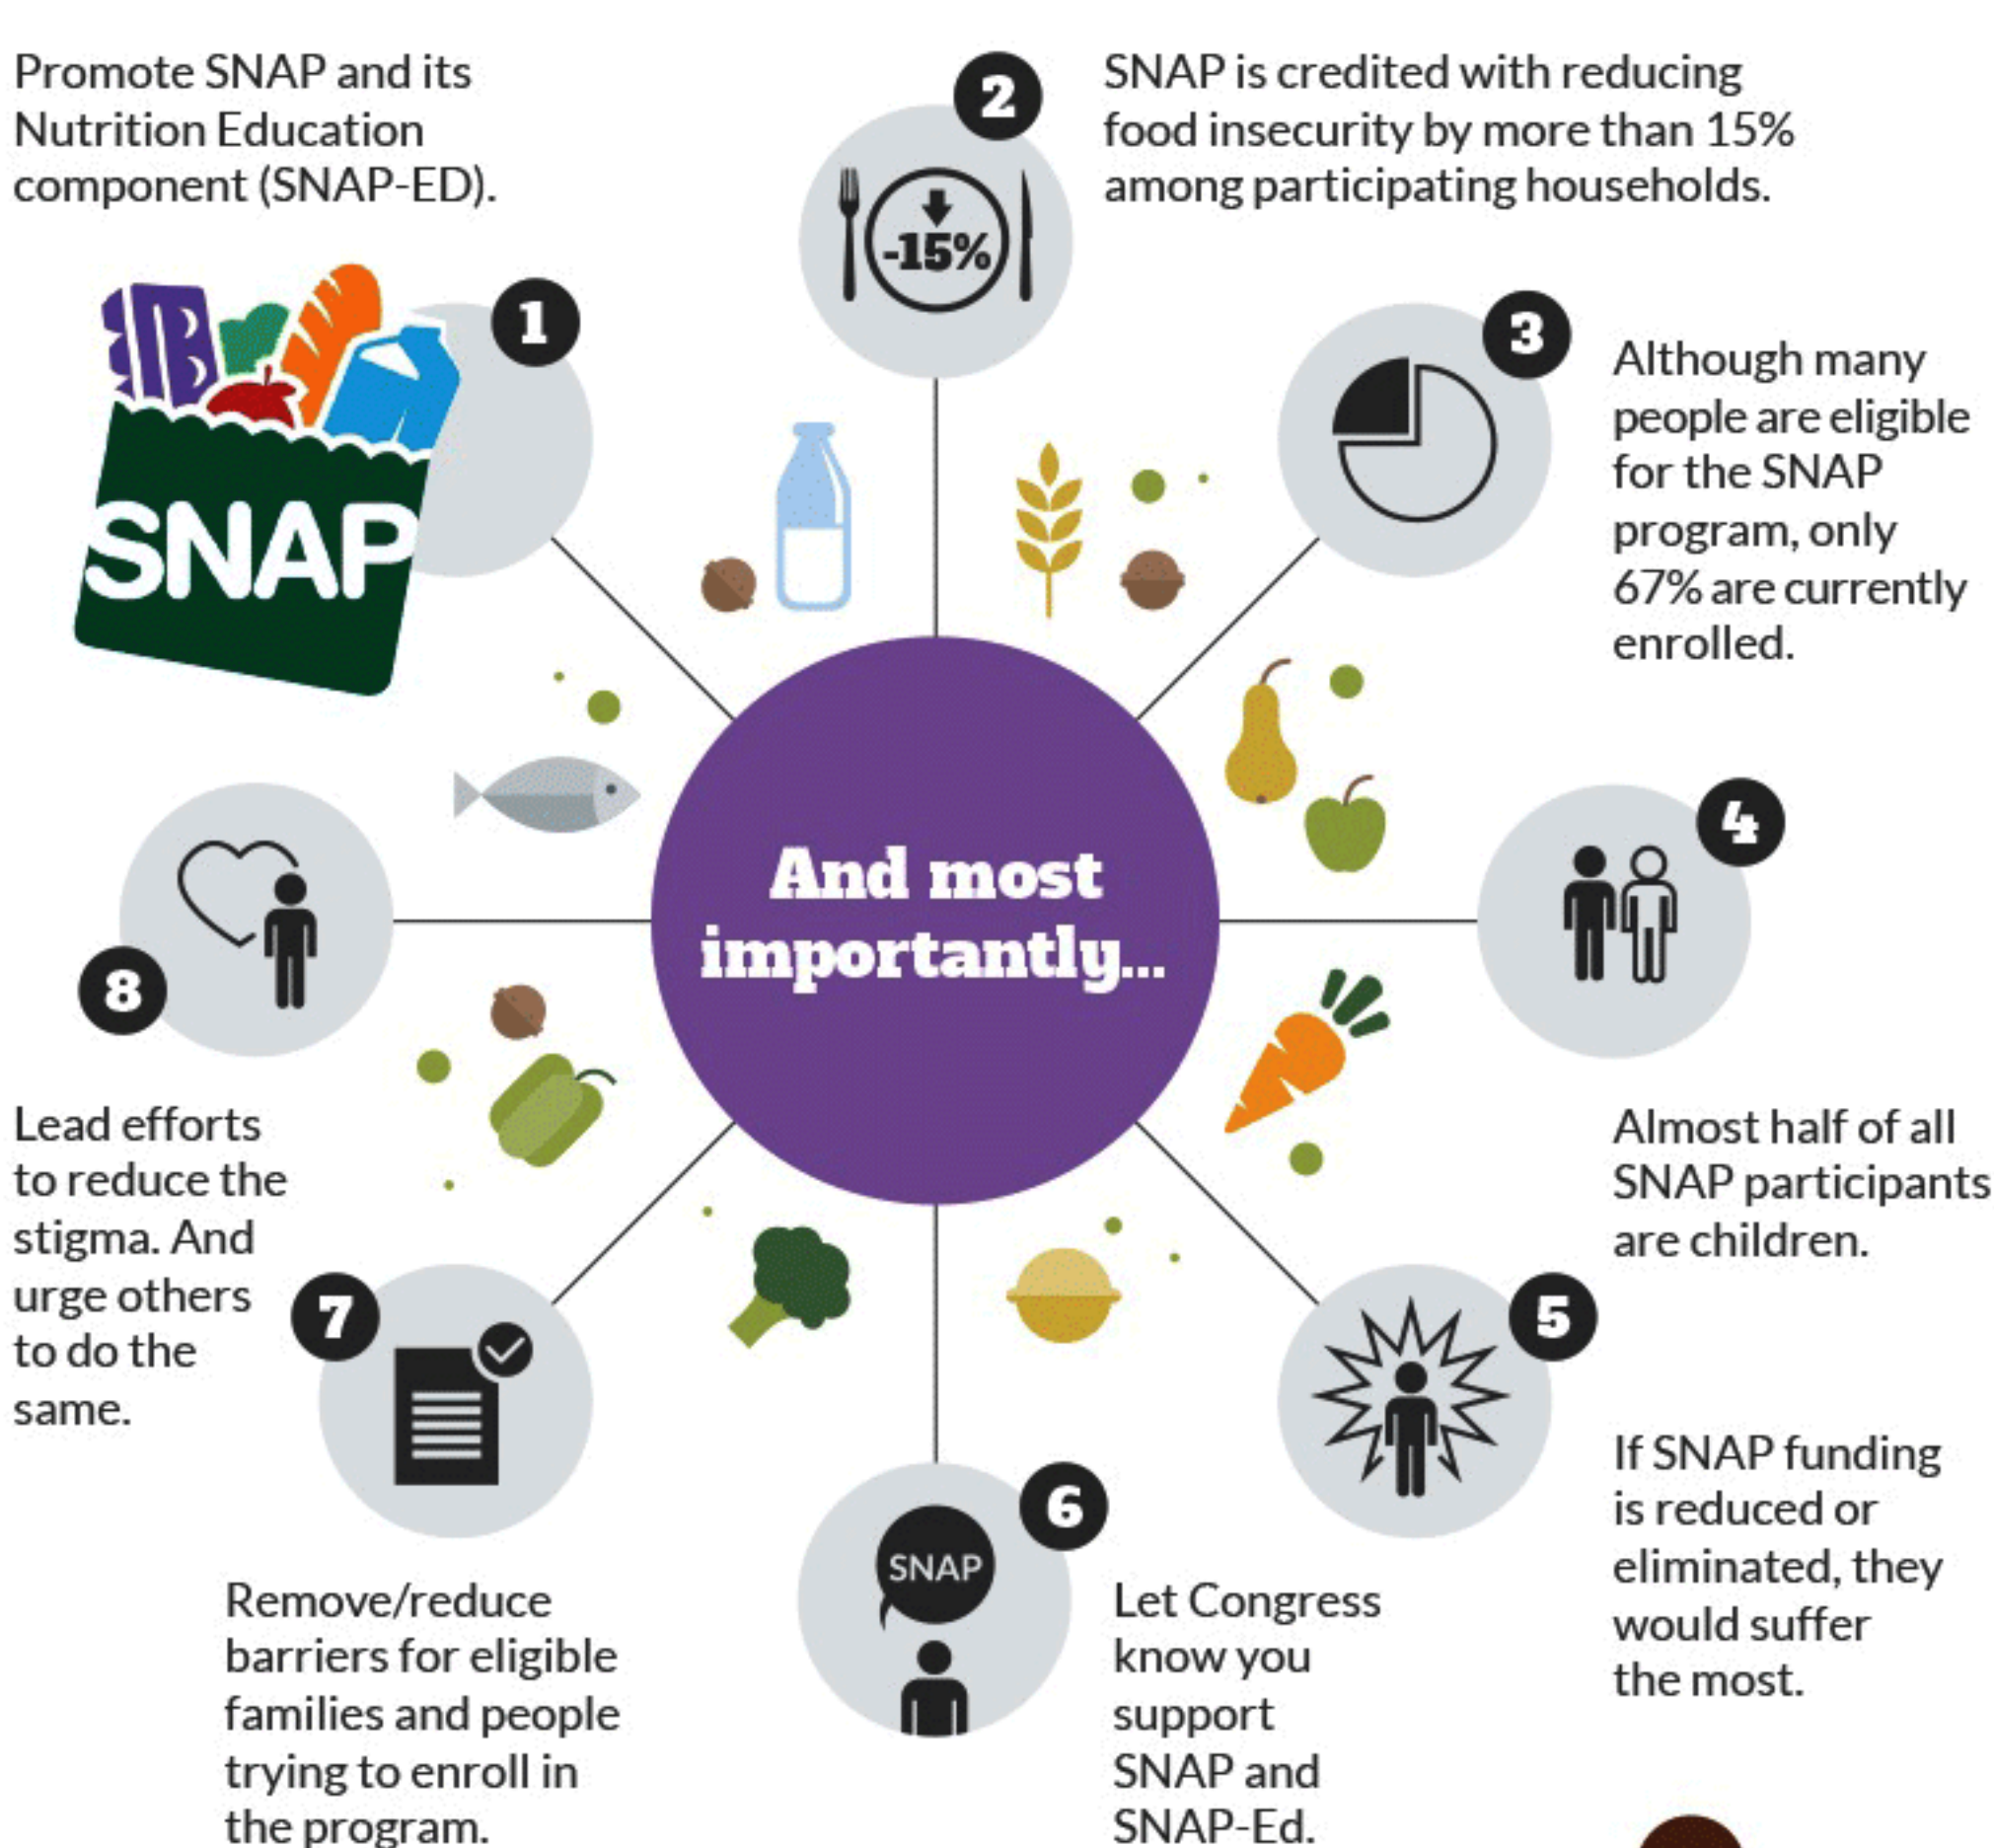 Promote SNAP and its
Nutrition Education
component (SNAP-ED).
1
SNAP
2
-15%
SNAP is credited with reducing
food insecurity by more than 15%
among participating households.
3
Although many
people are eligible
for the SNAP
program, only
67% are currently
enrolled.
And most
importantly...
4
Almost half of all
SNAP participants
are children.
5
If SNAP funding
is reduced or
eliminated, they
would suffer
the most.
6
SNAP
Let Congress
know you
support
SNAP and
SNAP-Ed.
7
Remove/reduce
barriers for eligible
families and people
trying to enroll in
the program.
8
Lead efforts
to reduce the
stigma. And
urge others
to do the
same.